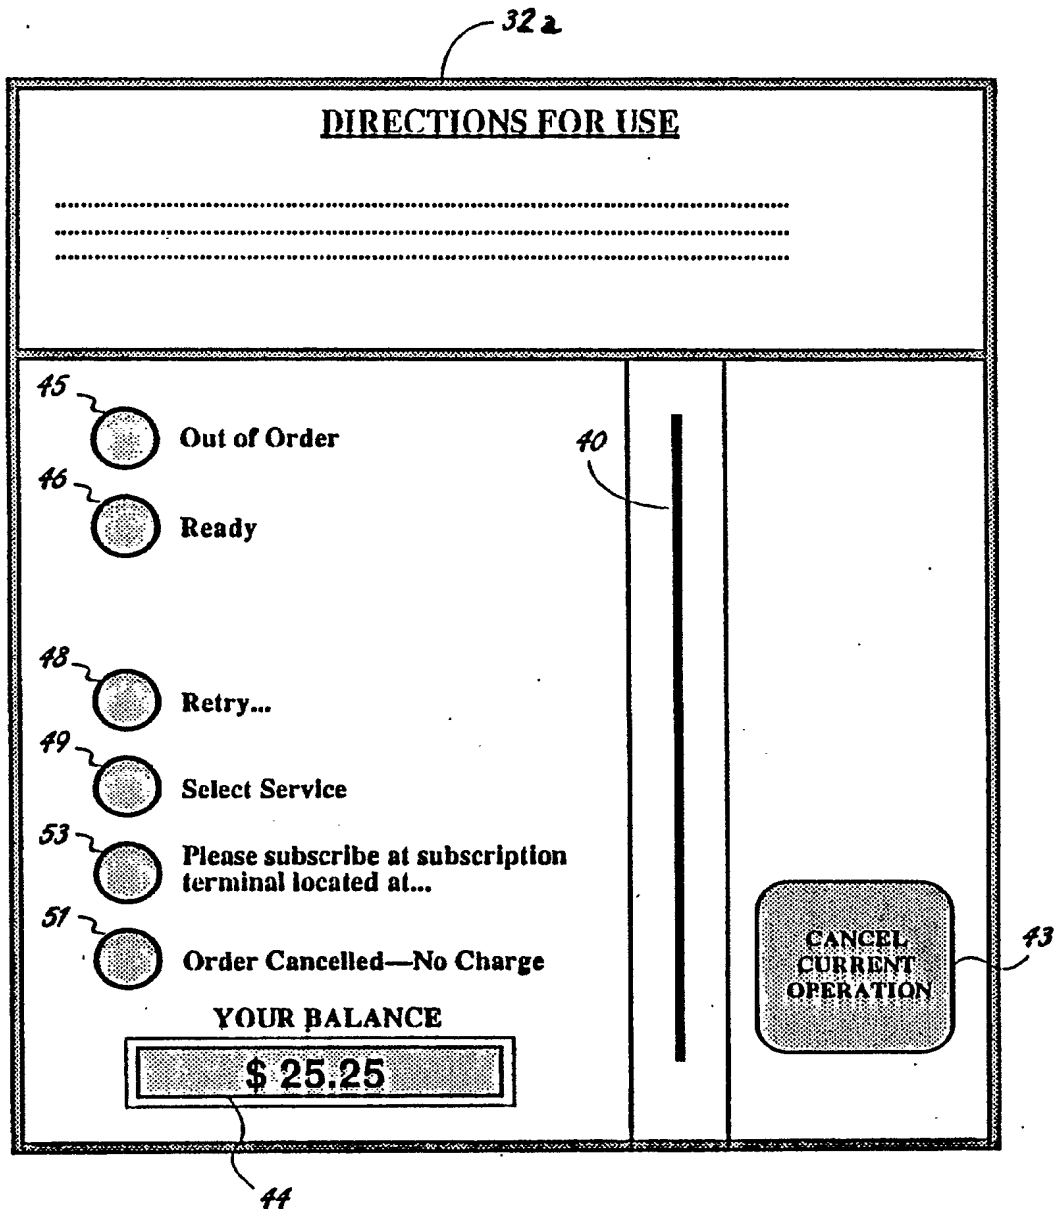 32a
DIRECTIONS FOR USE
45
Out of Order
40
46
Ready
48
Retry...
49
Select Service
53
Please subscribe at subscription
terminal located at...
51
Order Cancelled—No Charge
CANCEL
CURRENT
OPERATION
43
YOUR BALANCE
$ 25.25
44